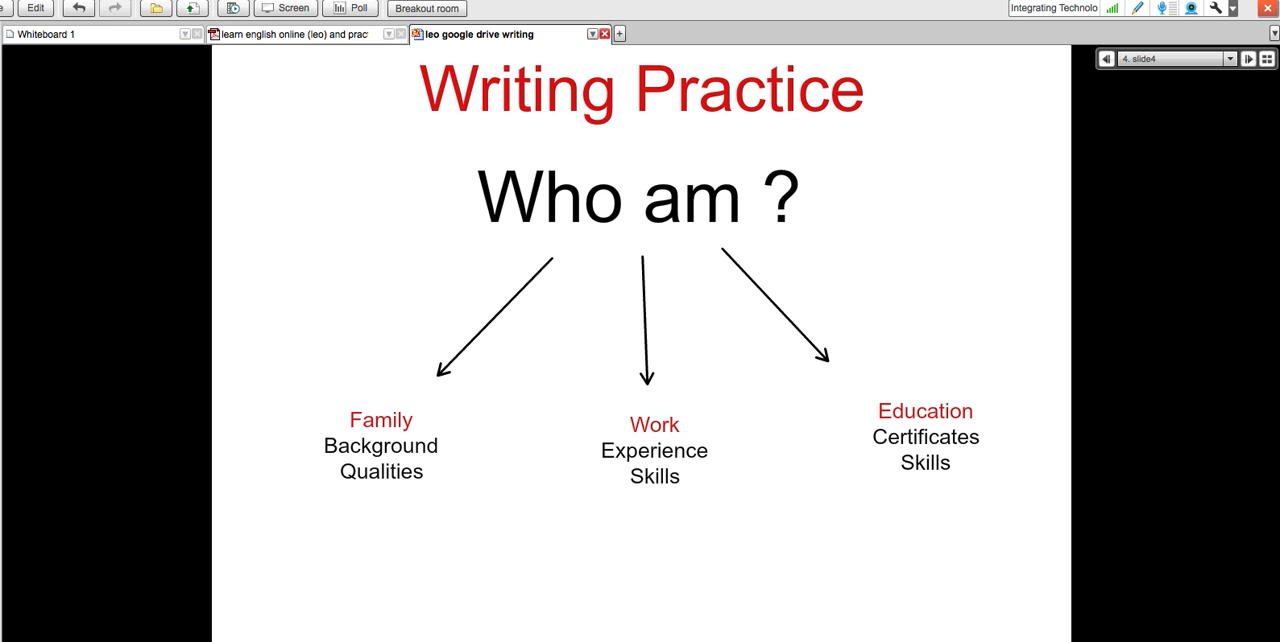 Edit
Screen
Poll
Breakout room
Integrating Technolo
Whiteboard 1
learn english online (leo) and prac
leo google drive writing
4. slide4
Writing Practice
Who am ?
Family
Background
Qualities
Work
Experience
Skills
Education
Certificates
Skills